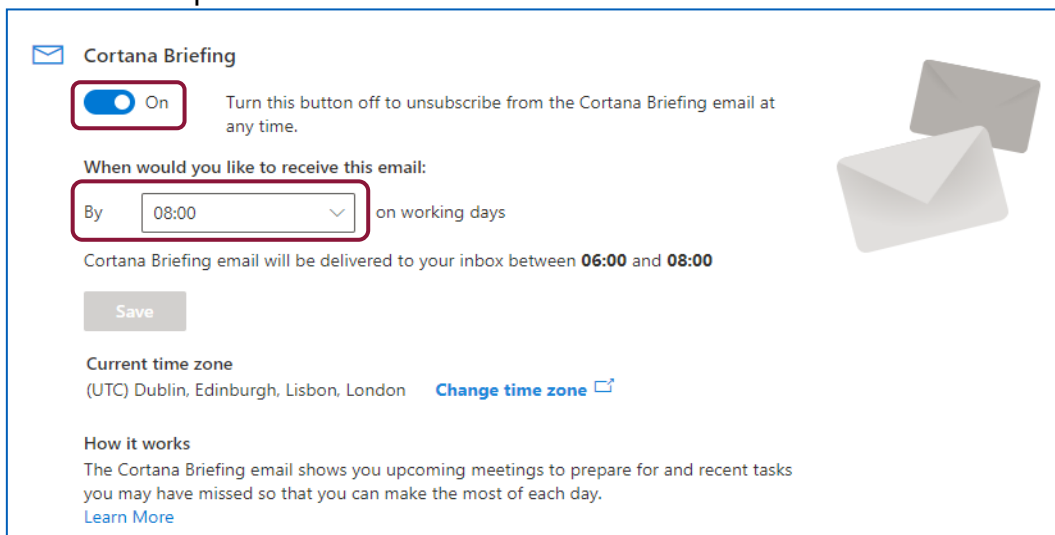 Cortana Briefing
On
Turn this button off to unsubscribe from the Cortana Briefing email at
any time.
When would you like to receive this email:
By 08:00 on working days
Cortana Briefing email will be delivered to your inbox between 06:00 and 08:00
Save
Current time zone
(UTC) Dublin, Edinburgh, Lisbon, London Change time zone
How it works
The Cortana Briefing email shows you upcoming meetings to prepare for and recent tasks
you may have missed so that you can make the most of each day.
Learn More